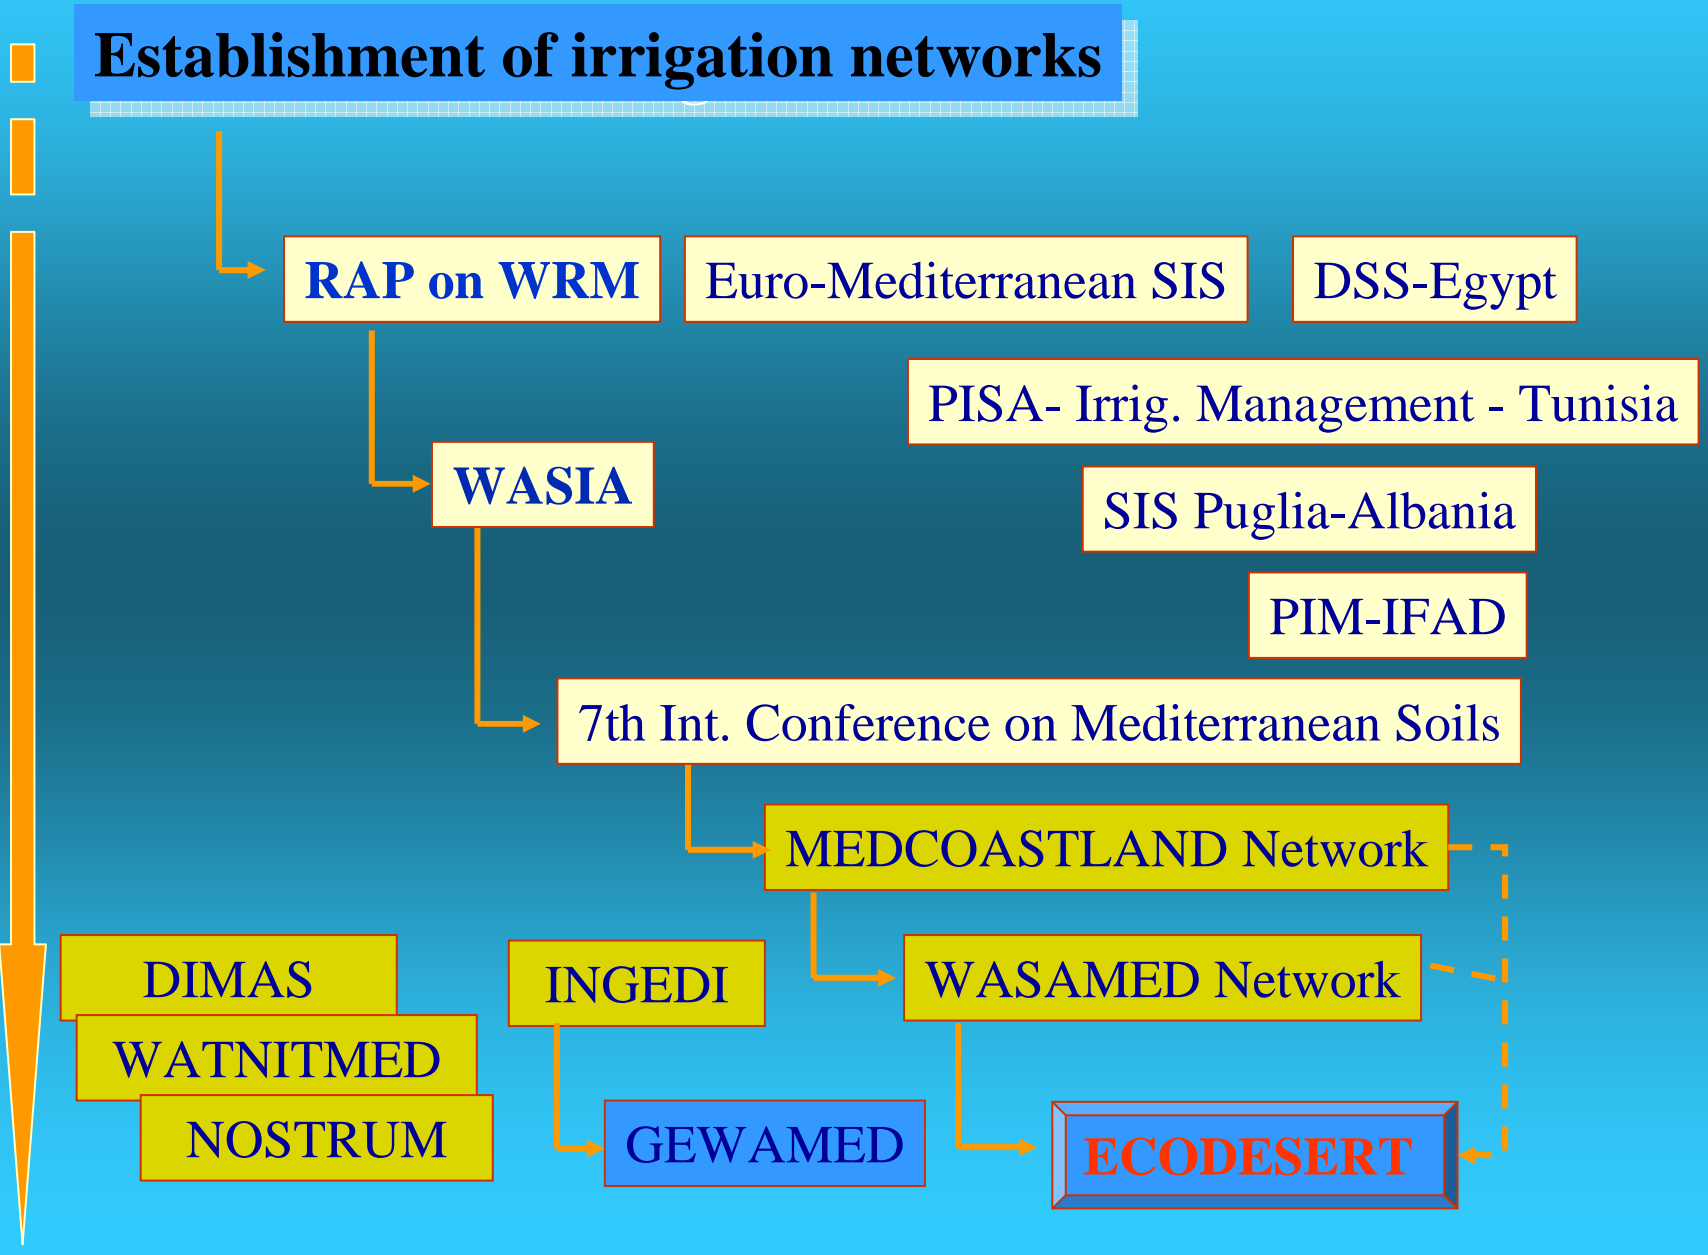 Establishment of irrigation networks
RAP on WRM
Euro-Mediterranean SIS
DSS-Egypt
PISA- Irrig. Management - Tunisia
WASIA
SIS Puglia-Albania
PIM-IFAD
7th Int. Conference on Mediterranean Soils
MEDCOASTLAND Network
DIMAS
INGEDI
WASAMED Network
WATNITMED
NOSTRUM
GEWAMED
ECODESERT